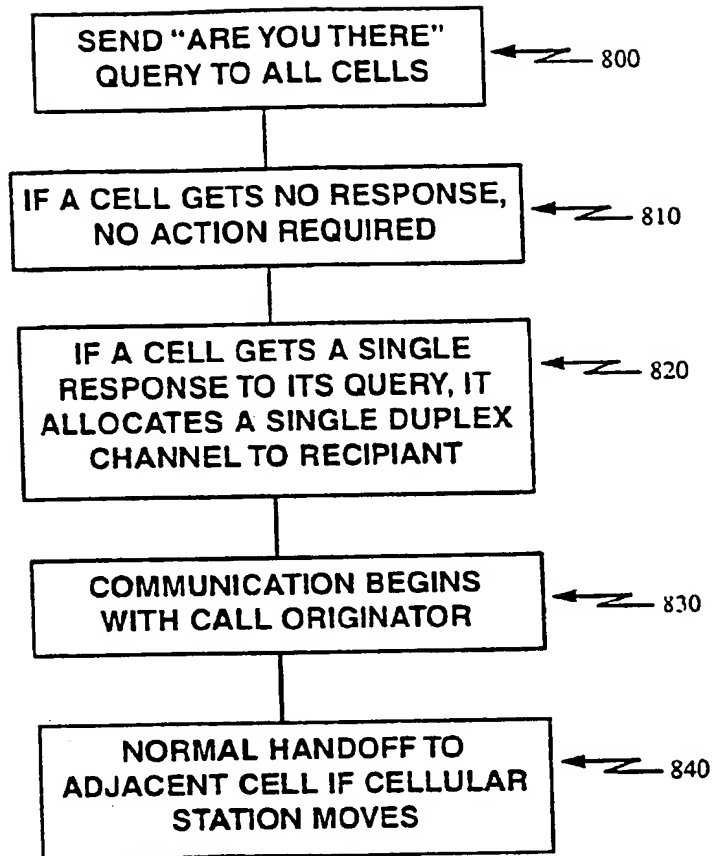 SEND "ARE YOU THERE"
QUERY TO ALL CELLS
800
IF A CELL GETS NO RESPONSE,
NO ACTION REQUIRED
810
IF A CELL GETS A SINGLE
RESPONSE TO ITS QUERY, IT
ALLOCATES A SINGLE DUPLEX
CHANNEL TO RECIPIANT
820
COMMUNICATION BEGINS
WITH CALL ORIGINATOR
830
NORMAL HANDOFF TO
ADJACENT CELL IF CELLULAR
STATION MOVES
840